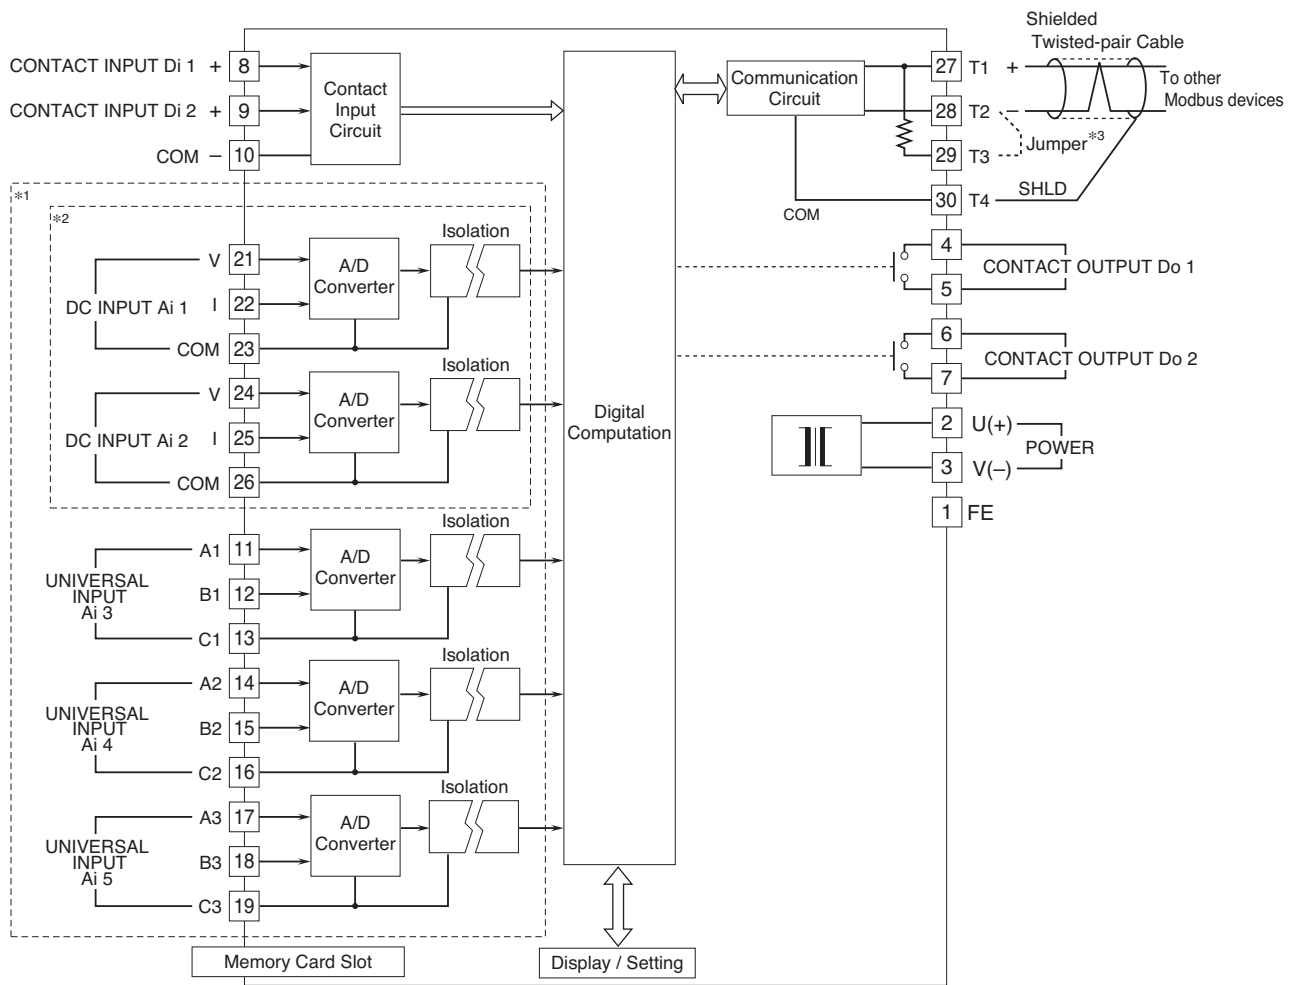 CONTACT INPUT Di 1 + 8
CONTACT INPUT Di 2 + 9
COM – 10
Contact
Input
Circuit
Communication
Circuit
COM
27 T1 +
28 T2 –
29 T3
30 T4
Shielded
Twisted-pair Cable
To other
Modbus devices
Jumper*3
SHLD
*1
*2
DC INPUT Ai 1
V 21
I 22
COM 23
A/D
Converter
Isolation
DC INPUT Ai 2
V 24
I 25
COM 26
A/D
Converter
Isolation
UNIVERSAL
INPUT
Ai 3
A1 11
B1 12
C1 13
A/D
Converter
Isolation
UNIVERSAL
INPUT
Ai 4
A2 14
B2 15
C2 16
A/D
Converter
Isolation
UNIVERSAL
INPUT
Ai 5
A3 17
B3 18
C3 19
A/D
Converter
Isolation
Digital
Computation
4
5
CONTACT OUTPUT Do 1
6
7
CONTACT OUTPUT Do 2
2 U(+)
3 V(–)
POWER
1 FE
Memory Card Slot
Display / Setting